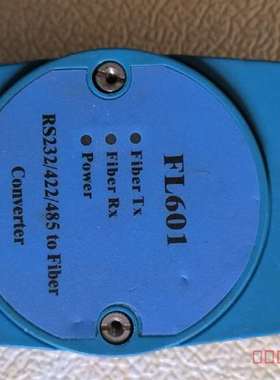 FL601
Fiber Tx
Fiber Rx
Power
RS232/422/485 to Fiber
Converter